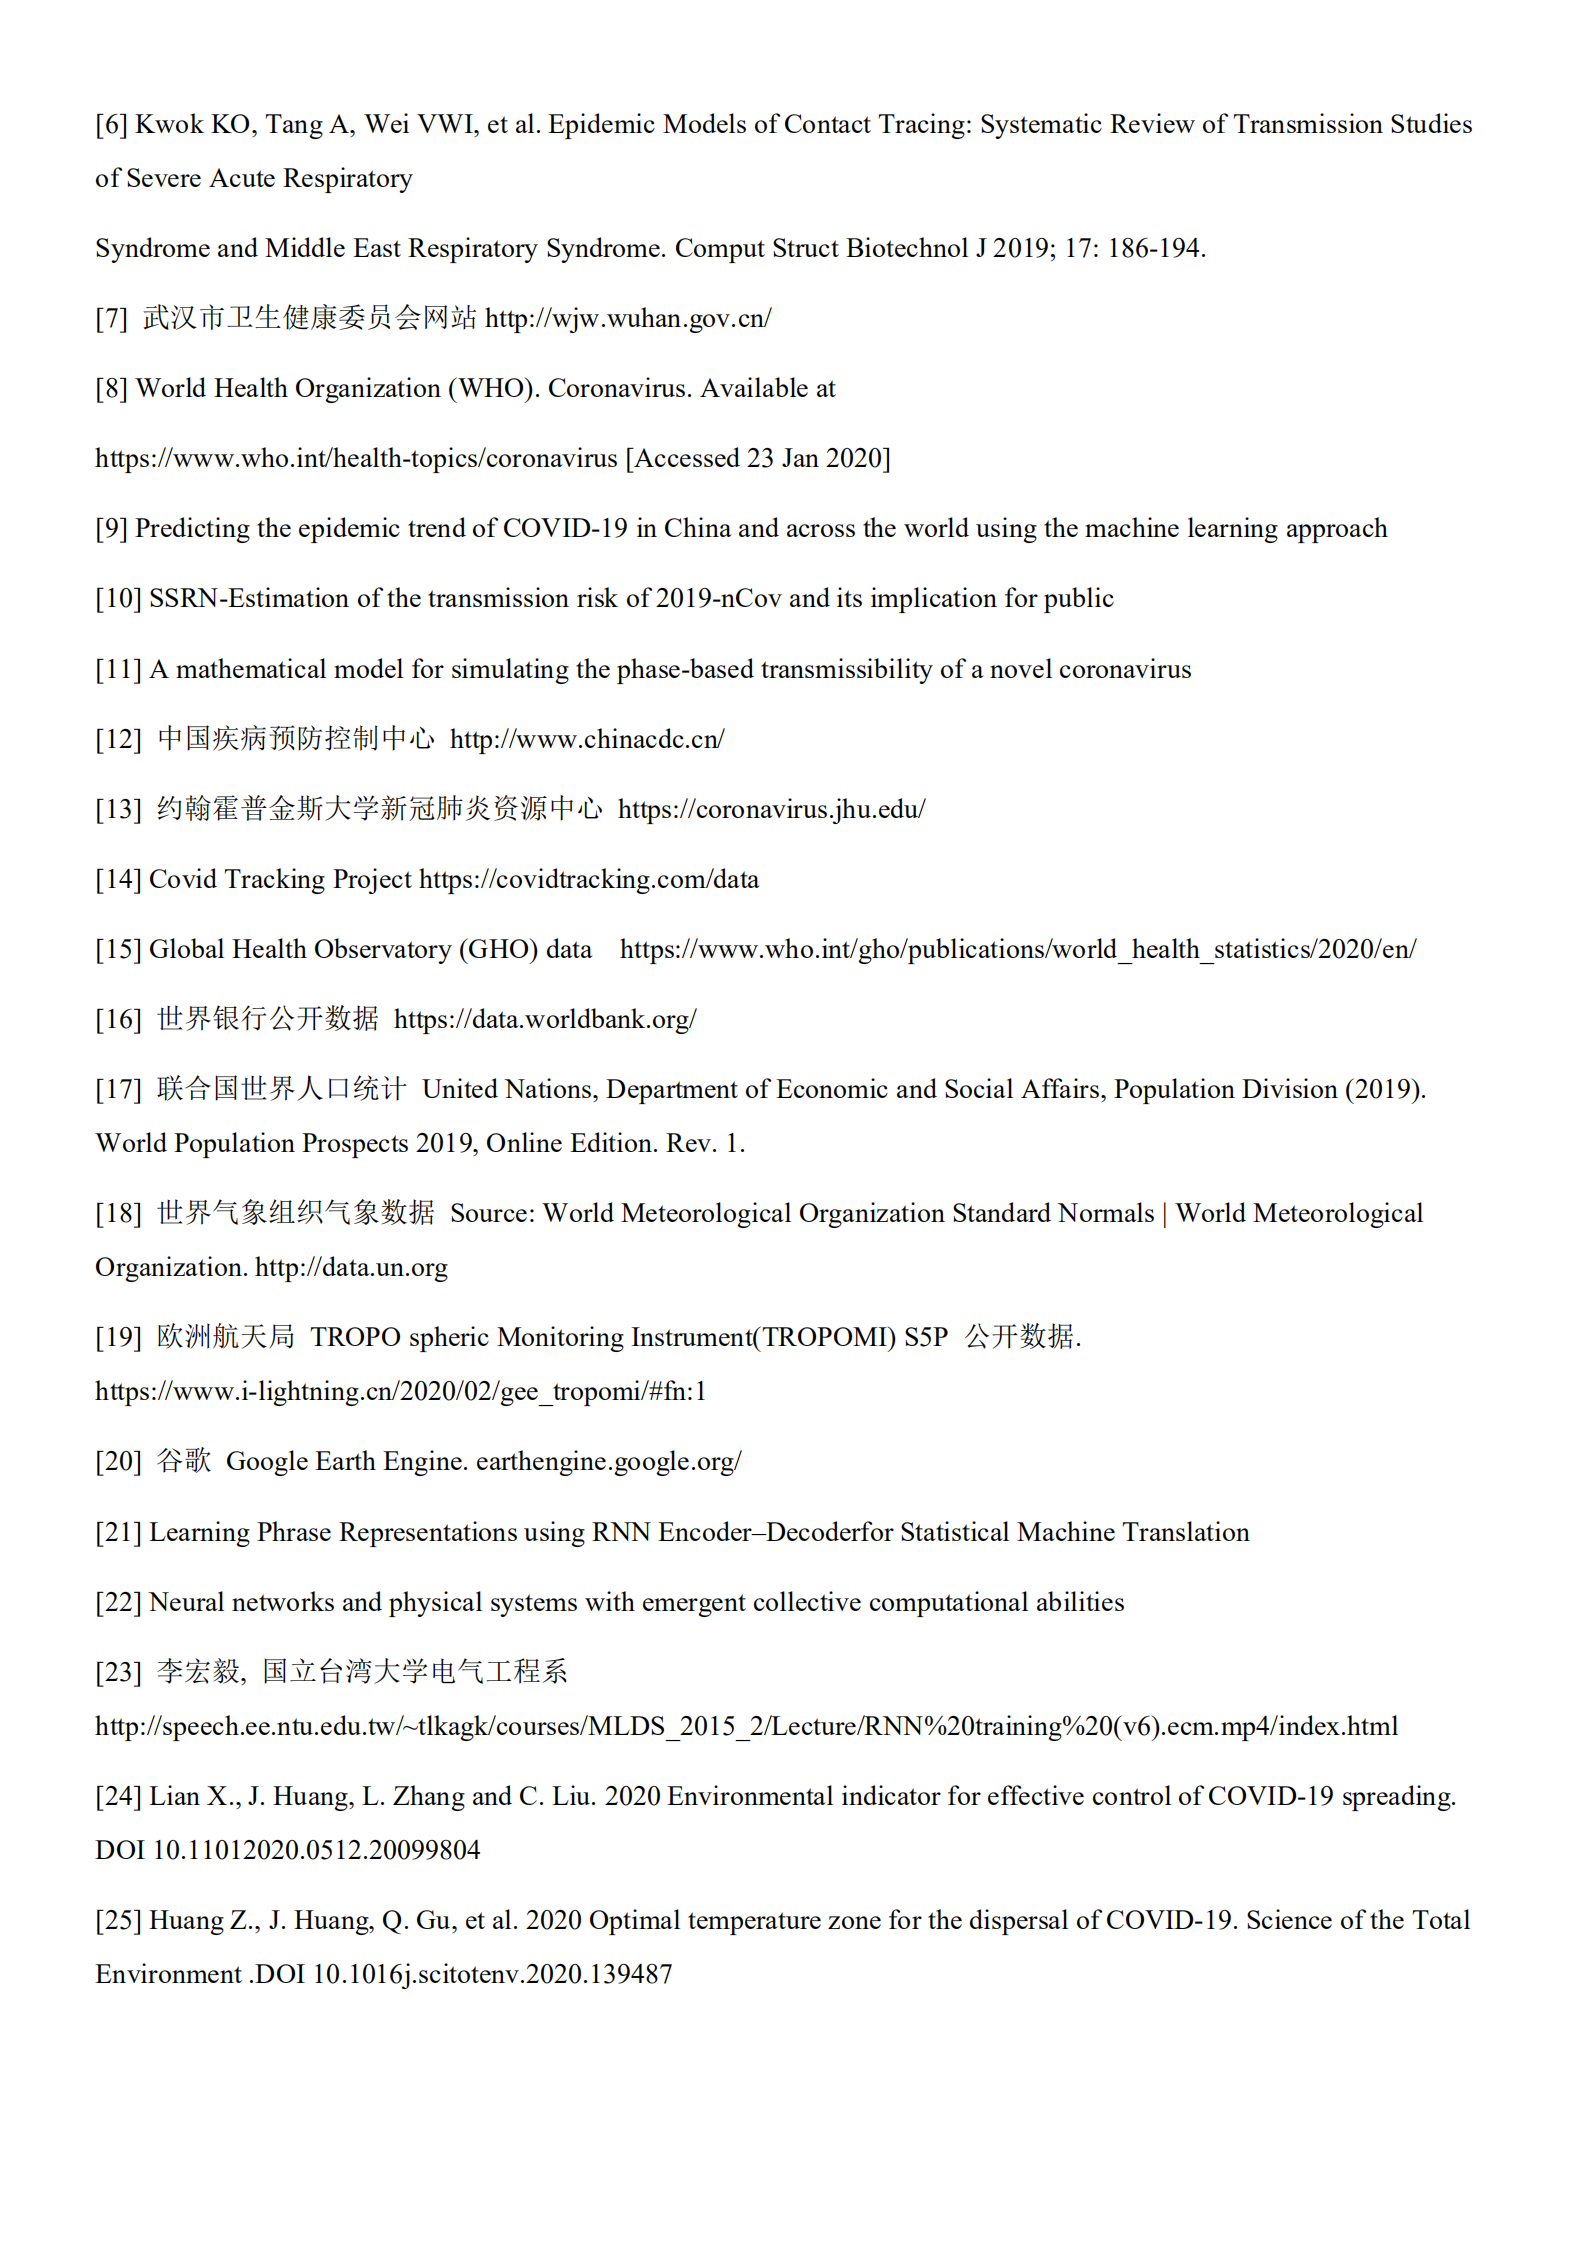 [6] Kwok KO, Tang A, Wei VWI, et al. Epidemic Models of Contact Tracing: Systematic Review of Transmission Studies
of Severe Acute Respiratory
Syndrome and Middle East Respiratory Syndrome. Comput Struct Biotechnol J 2019; 17: 186-194.
[7] 武汉市卫生健康委员会网站 http://wjw.wuhan.gov.cn/
[8] World Health Organization (WHO). Coronavirus. Available at
https://www.who.int/health-topics/coronavirus [Accessed 23 Jan 2020]
[9] Predicting the epidemic trend of COVID-19 in China and across the world using the machine learning approach
[10] SSRN-Estimation of the transmission risk of 2019-nCov and its implication for public
[11] A mathematical model for simulating the phase-based transmissibility of a novel coronavirus
[12] 中国疾病预防控制中心 http://www.chinacdc.cn/
[13] 约翰霍普金斯大学新冠肺炎资源中心 https://coronavirus.jhu.edu/
[14] Covid Tracking Project https://covidtracking.com/data
[15] Global Health Observatory (GHO) data https://www.who.int/gho/publications/world_health_statistics/2020/en/
[16] 世界银行公开数据 https://data.worldbank.org/
[17] 联合国世界人口统计 United Nations, Department of Economic and Social Affairs, Population Division (2019).
World Population Prospects 2019, Online Edition. Rev. 1.
[18] 世界气象组织气象数据 Source: World Meteorological Organization Standard Normals | World Meteorological
Organization. http://data.un.org
[19] 欧洲航天局 TROPO spheric Monitoring Instrument(TROPOMI) S5P 公开数据.
https://www.i-lightning.cn/2020/02/gee_tropomi/#fn:1
[20] 谷歌 Google Earth Engine. earthengine.google.org/
[21] Learning Phrase Representations using RNN Encoder–Decoderfor Statistical Machine Translation
[22] Neural networks and physical systems with emergent collective computational abilities
[23] 李宏毅, 国立台湾大学电气工程系
http://speech.ee.ntu.edu.tw/~tlkagk/courses/MLDS_2015_2/Lecture/RNN%20training%20(v6).ecm.mp4/index.html
[24] Lian X., J. Huang, L. Zhang and C. Liu. 2020 Environmental indicator for effective control of COVID-19 spreading.
DOI 10.11012020.0512.20099804
[25] Huang Z., J. Huang, Q. Gu, et al. 2020 Optimal temperature zone for the dispersal of COVID-19. Science of the Total
Environment .DOI 10.1016j.scitotenv.2020.139487